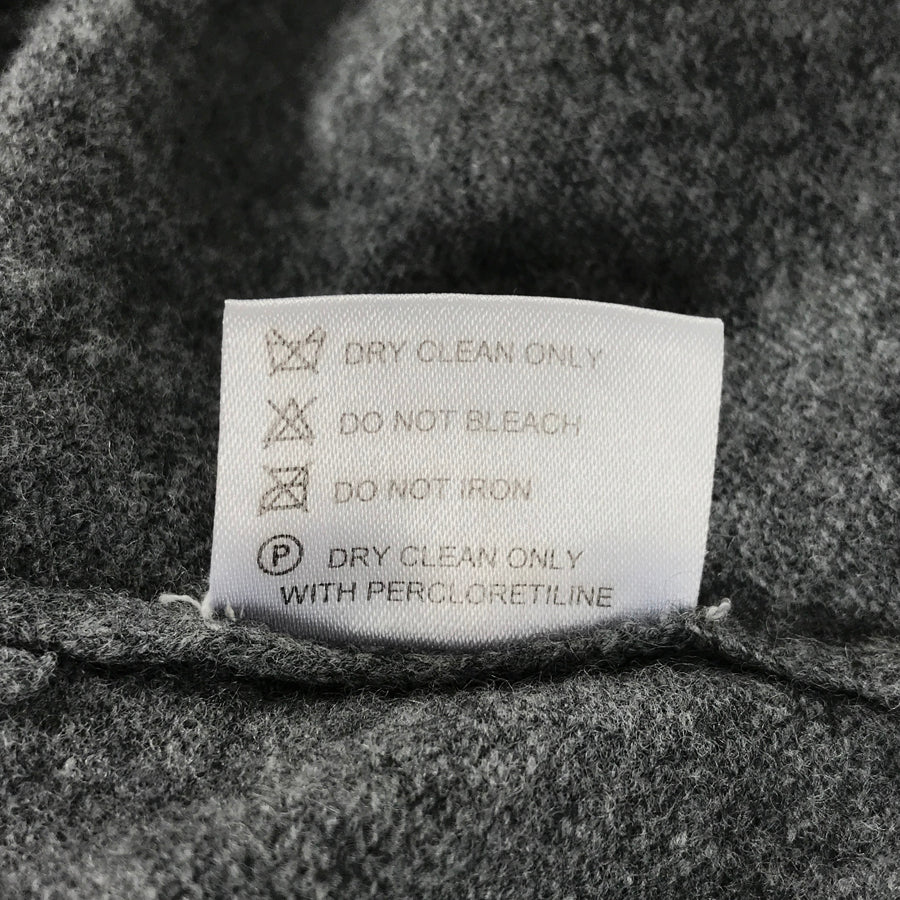 DRY CLEAN ONLY
DO NOT BLEACH
DO NOT IRON
P DRY CLEAN ONLY
WITH PERCLORETILINE